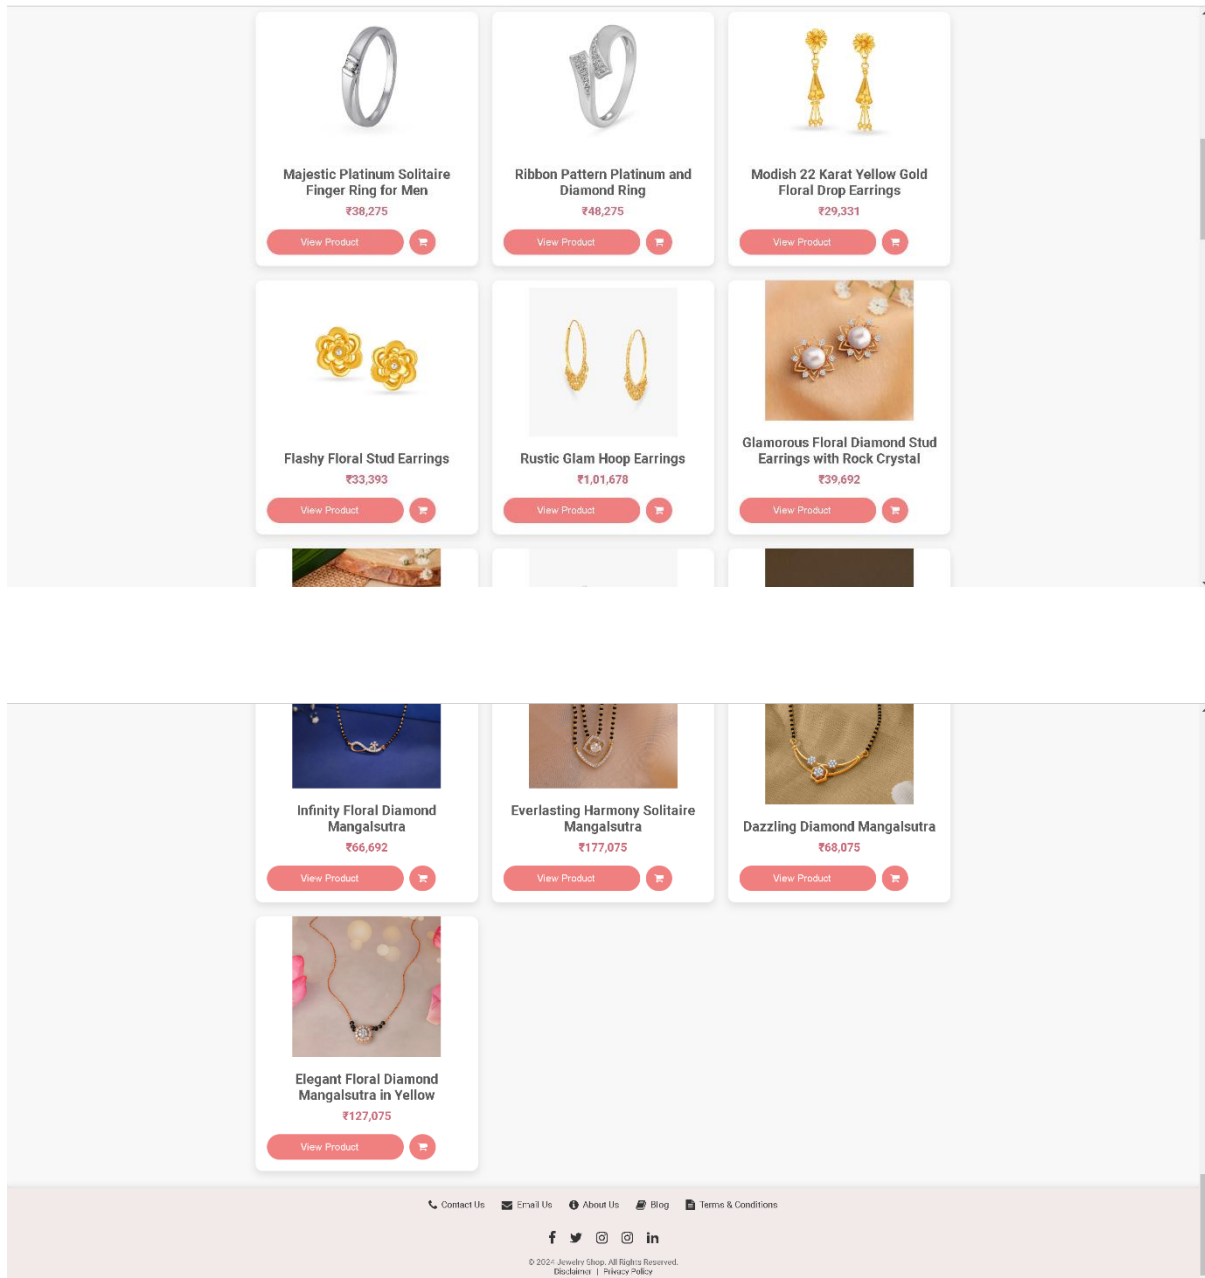 Majestic Platinum Solitaire
Finger Ring for Men
₹38,275
View Product
Ribbon Pattern Platinum and
Diamond Ring
₹48,275
View Product
Modish 22 Karat Yellow Gold
Floral Drop Earrings
₹29,331
View Product
Flashy Floral Stud Earrings
₹33,393
View Product
Rustic Glam Hoop Earrings
₹1,01,678
View Product
Glamorous Floral Diamond Stud
Earrings with Rock Crystal
₹39,692
View Product
Infinity Floral Diamond
Mangalsutra
₹66,692
View Product
Everlasting Harmony Solitaire
Mangalsutra
₹177,075
View Product
Dazzling Diamond Mangalsutra
₹68,075
View Product
Elegant Floral Diamond
Mangalsutra in Yellow
₹127,075
View Product
Contact Us Email Us About Us Blog Terms & Conditions
© 2024 Jewelry Shop. All Rights Reserved.
Disclaimer | Privacy Policy